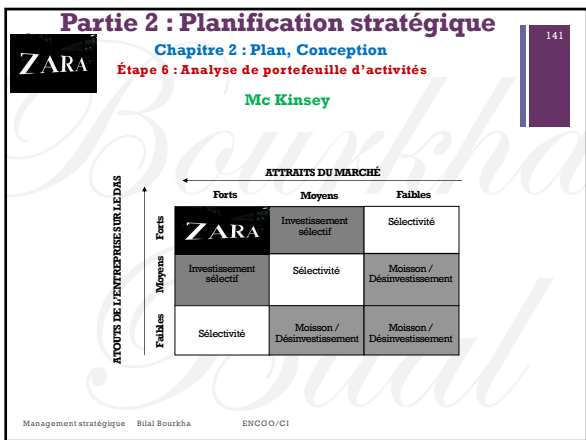 Partie 2 : Planification stratégique
141
ZARA
Chapitre 2 : Plan, Conception
Étape 6 : Analyse de portefeuille d'activités
Mc Kinsey
ATTRAITS DU MARCHÉ
Forts Moyens Faibles
ATOUTS DE L'ENTREPRISE SUR LE DAS
Forts
ZARA
Investissement
sélectif
Sélectivité
Moyens
Investissement
sélectif
Sélectivité
Moisson /
Désinvestissement
Faibles
Sélectivité
Moisson /
Désinvestissement
Moisson /
Désinvestissement
Bourkha
Bilal
Management stratégique Bilal Bourkha ENCGO/CI